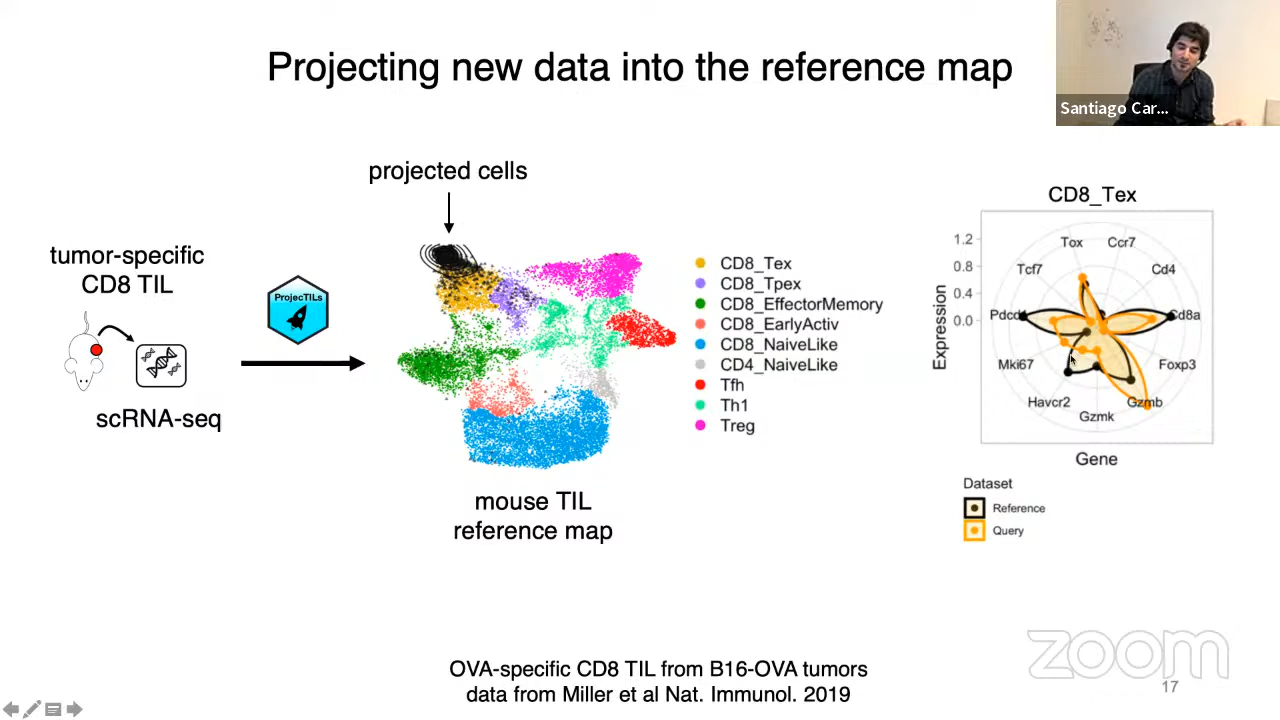 Projecting new data into the reference map
Santiago Car...
projected cells
tumor-specific
CD8 TIL
scRNA-seq
ProjecTILs
mouse TIL
reference map
CD8_Tex
CD8_Tpex
CD8_EffectorMemory
CD8_EarlyActiv
CD8_NaiveLike
CD4_NaiveLike
Tfh
Th1
Treg
CD8_Tex
Expression
1.2
0.8
0.4
0.0
Tox
Ccr7
Tcf7
Cd4
Pdcd1
Cd8a
Mki67
Foxp3
Havcr2
Gzmb
Gzmk
Gene
Dataset
Reference
Query
OVA-specific CD8 TIL from B16-OVA tumors
data from Miller et al Nat. Immunol. 2019
zoom
17